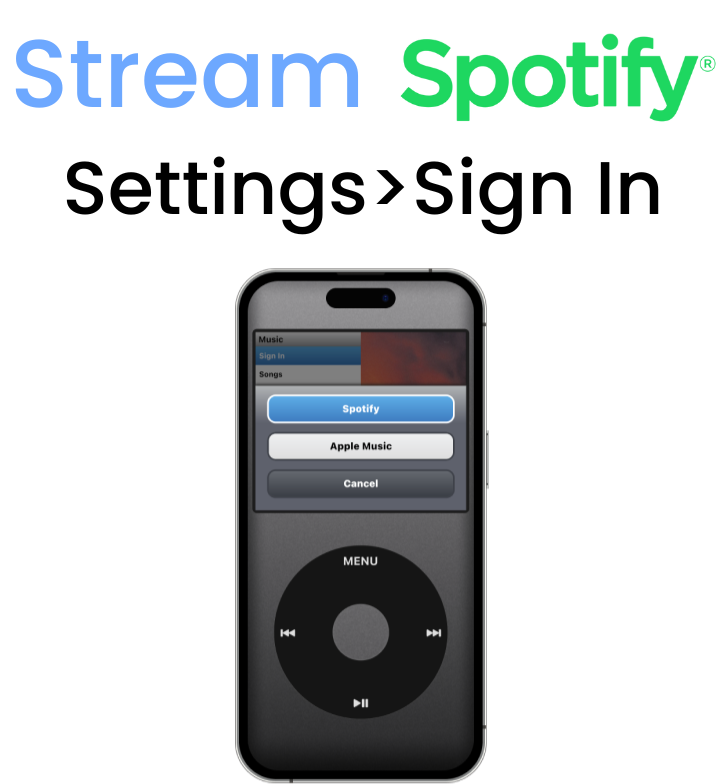 Stream Spotify®
Settings>Sign In
Music
Sign In
Songs
Spotify
Apple Music
Cancel
MENU